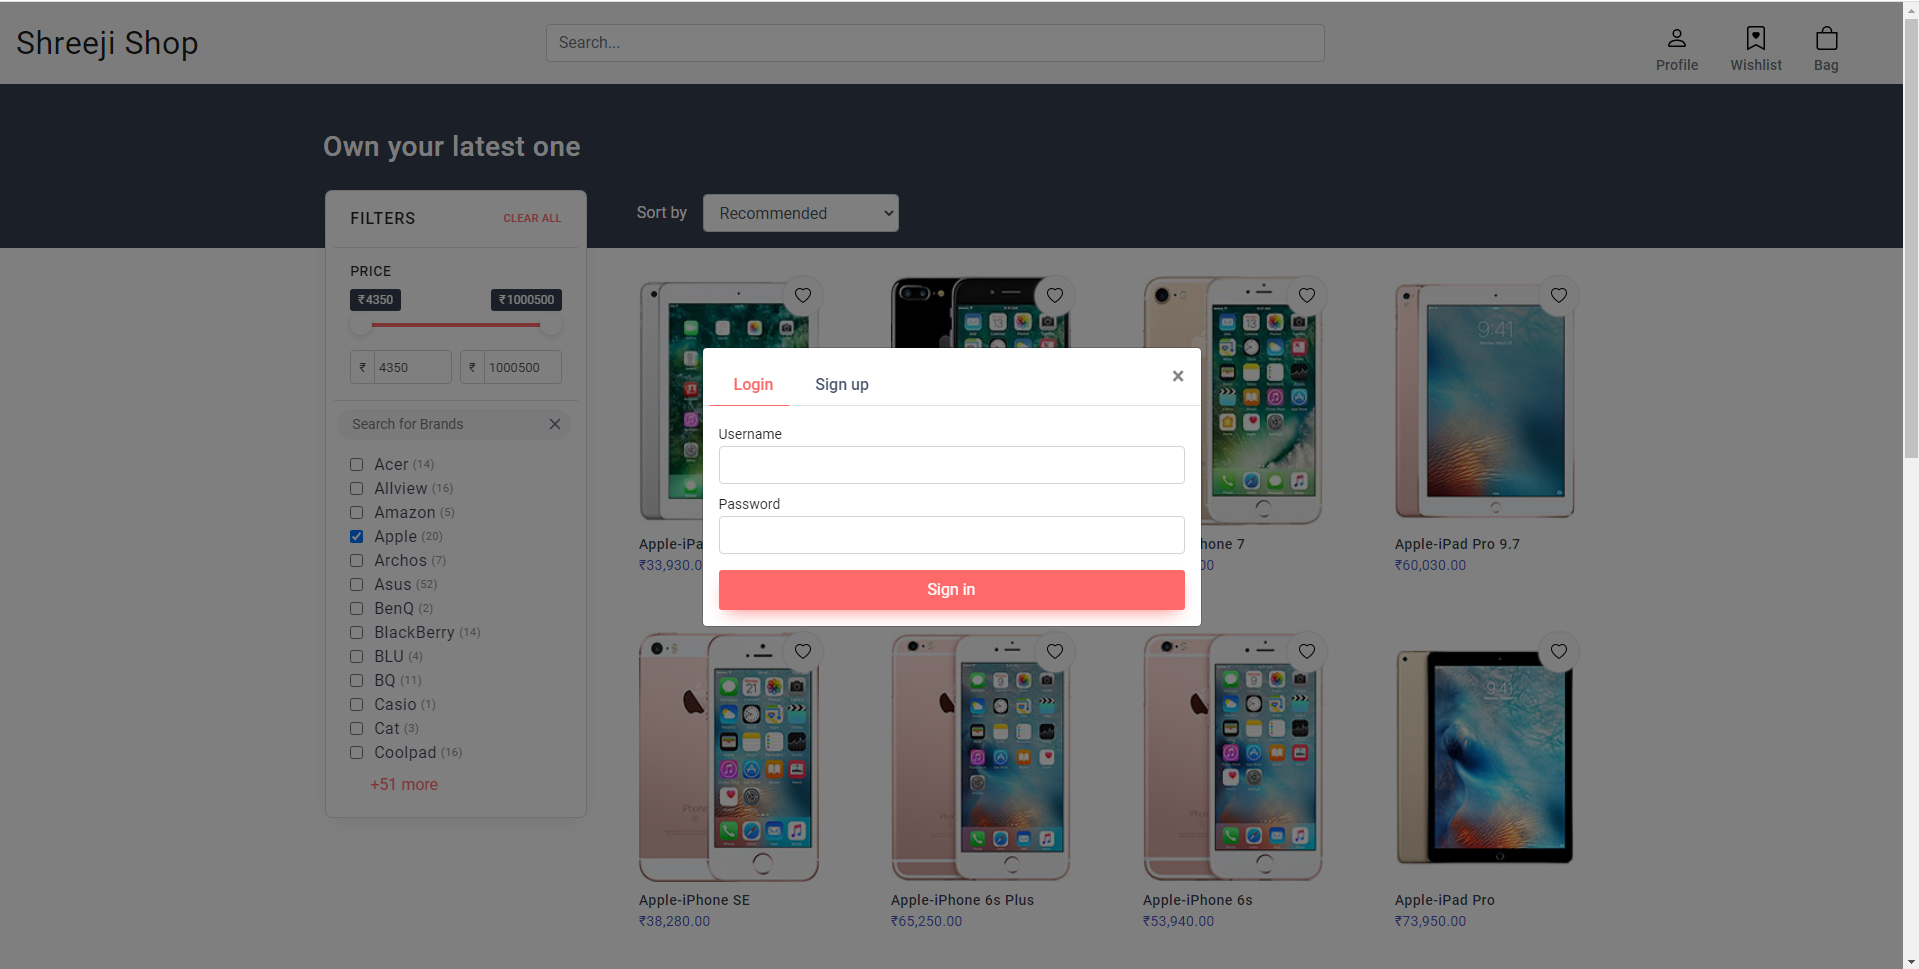 Shreeji Shop
Search...
Profile
Wishlist
Bag
Own your latest one
FILTERS
CLEAR ALL
Sort by
Recommended
PRICE
₹4350
₹1000500
₹ 4350
₹ 1000500
Search for Brands
Acer (14)
Allview (16)
Amazon (5)
Apple (20)
Archos (7)
Asus (52)
BenQ (2)
BlackBerry (14)
BLU (4)
BQ (11)
Casio (1)
Cat (3)
Coolpad (16)
+51 more
Login
Sign up
×
Username
Password
Sign in
9:41
Apple-iPa
₹33,930.0
hone 7
00
Apple-iPad Pro 9.7
₹60,030.00
9:41
Apple-iPhone SE
₹38,280.00
Apple-iPhone 6s Plus
₹65,250.00
Apple-iPhone 6s
₹53,940.00
Apple-iPad Pro
₹73,950.00